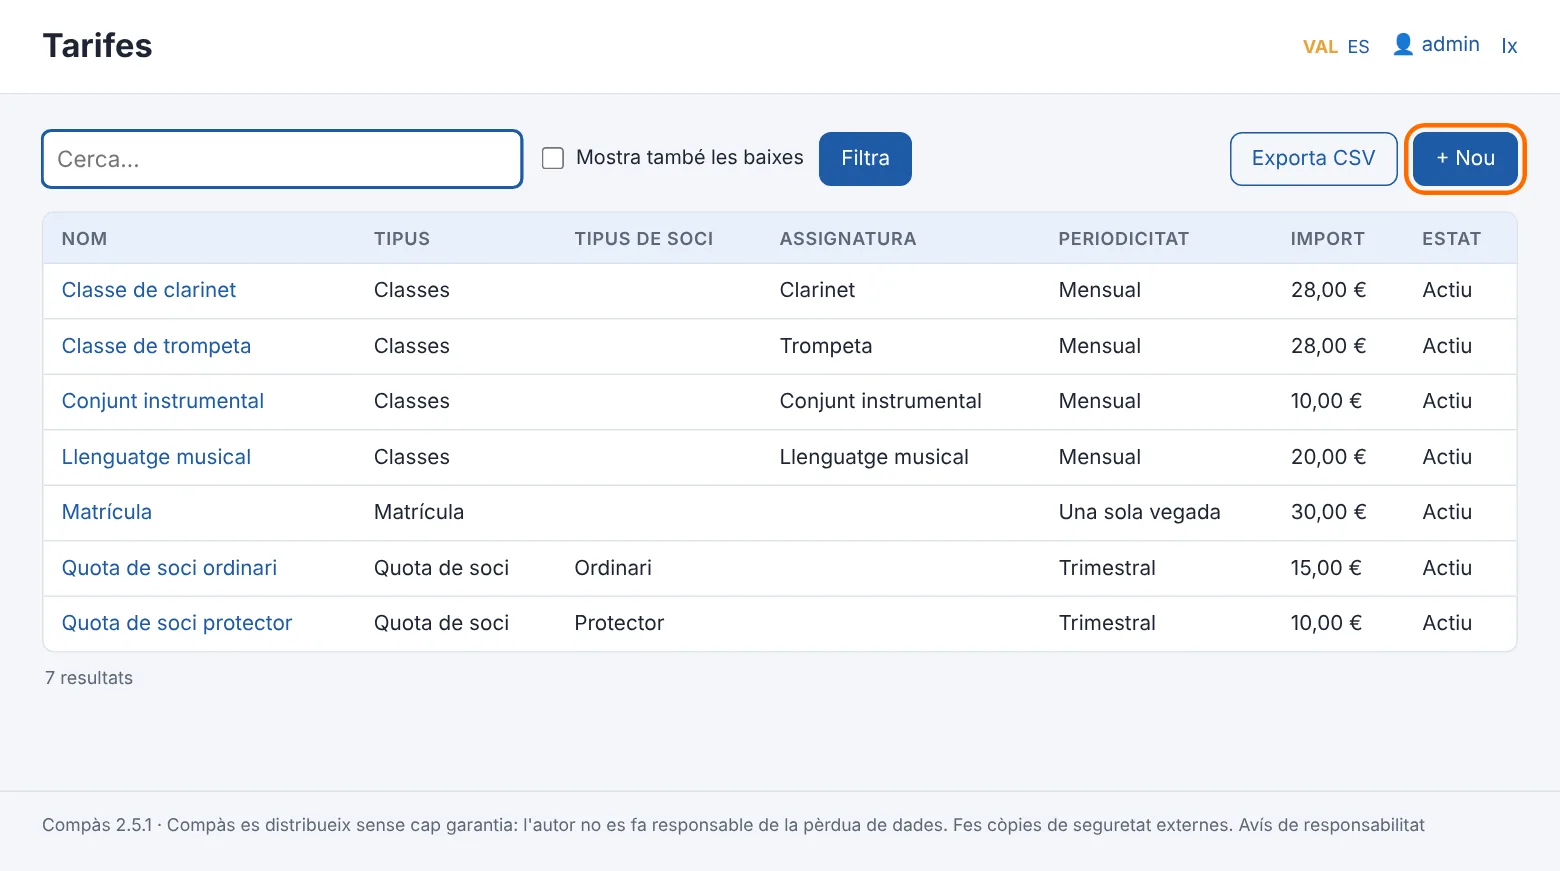 Tarifes
VAL ES admin Ix
Cerca...
Mostra també les baixes
Filtra
Exporta CSV
+ Nou
NOM TIPUS TIPUS DE SOCI ASSIGNATURA PERIODICITAT IMPORT ESTAT
Classe de clarinet Classes Clarinet Mensual 28,00 € Actiu
Classe de trompeta Classes Trompeta Mensual 28,00 € Actiu
Conjunt instrumental Classes Conjunt instrumental Mensual 10,00 € Actiu
Llenguatge musical Classes Llenguatge musical Mensual 20,00 € Actiu
Matrícula Matrícula Una sola vegada 30,00 € Actiu
Quota de soci ordinari Quota de soci Ordinari Trimestral 15,00 € Actiu
Quota de soci protector Quota de soci Protector Trimestral 10,00 € Actiu
7 resultats
Compàs 2.5.1 · Compàs es distribueix sense cap garantia: l'autor no es fa responsable de la pèrdua de dades. Fes còpies de seguretat externes. Avís de responsabilitat